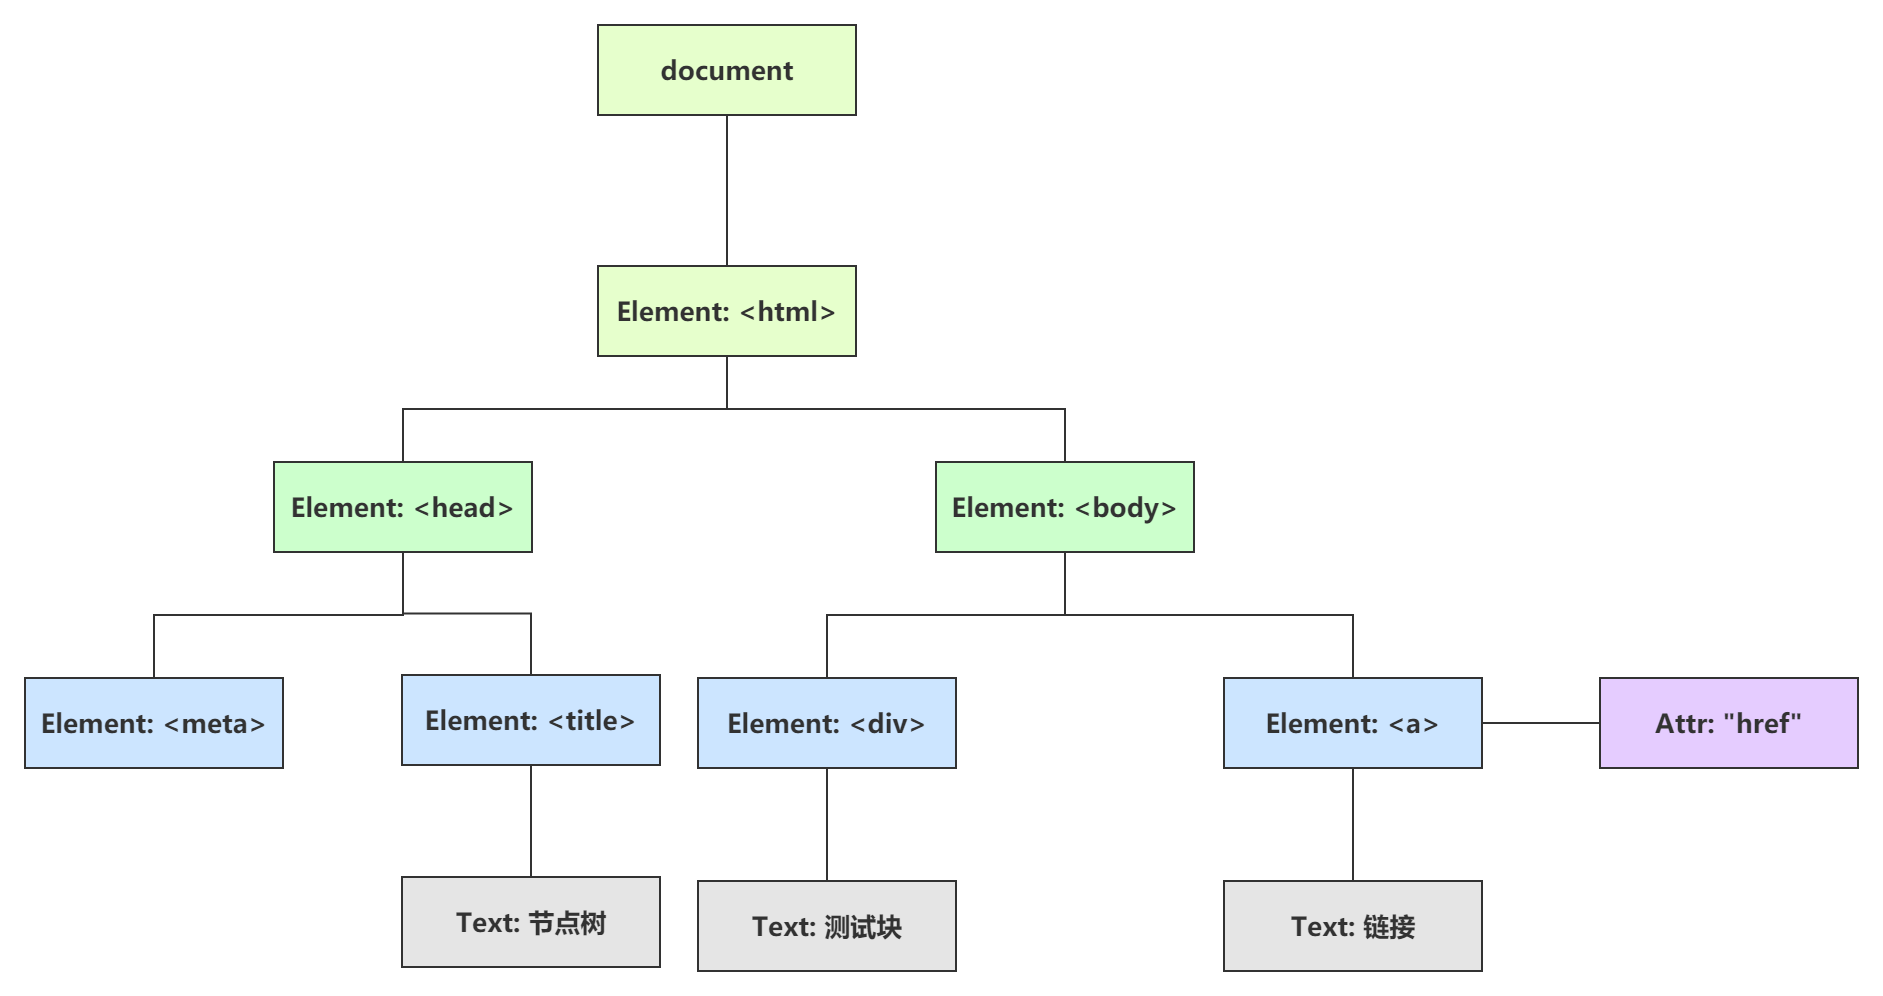 document
Element: <html>
Element: <head>
Element: <body>
Element: <meta>
Element: <title>
Element: <div>
Element: <a>
Attr: "href"
Text: 节点树
Text: 测试块
Text: 链接